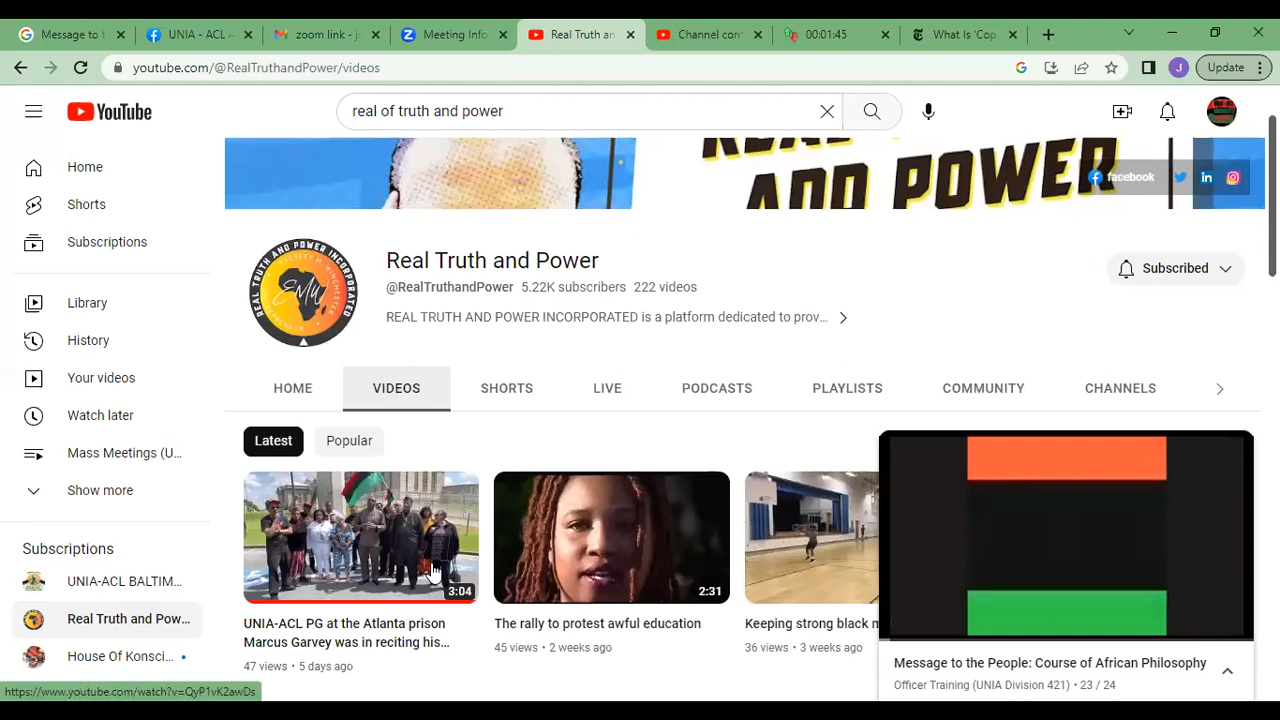 Message to t
UNIA - ACL
zoom link - j
Meeting Info
Real Truth an
Channel con
00:01:45
What Is 'Cop
youtube.com/@RealTruthandPower/videos
J
Update
YouTube
real of truth and power
Home
Shorts
Subscriptions
Library
History
Your videos
Watch later
Mass Meetings (U...
Show more
Subscriptions
UNIA-ACL BALTIM...
Real Truth and Pow...
House Of Konsci...
AND POWER
facebook
REAL TRUTH AND POWER INCORPORATED
EMW
Real Truth and Power
@RealTruthandPower 5.22K subscribers 222 videos
REAL TRUTH AND POWER INCORPORATED is a platform dedicated to prov...
Subscribed
HOME VIDEOS SHORTS LIVE PODCASTS PLAYLISTS COMMUNITY CHANNELS
Latest Popular
3:04
UNIA-ACL PG at the Atlanta prison
Marcus Garvey was in reciting his...
47 views • 5 days ago
2:31
The rally to protest awful education
45 views • 2 weeks ago
Keeping strong black m
36 views • 3 weeks ago
Message to the People: Course of African Philosophy
Officer Training (UNIA Division 421) • 23 / 24
https://www.youtube.com/watch?v=QyP1vK2awDs